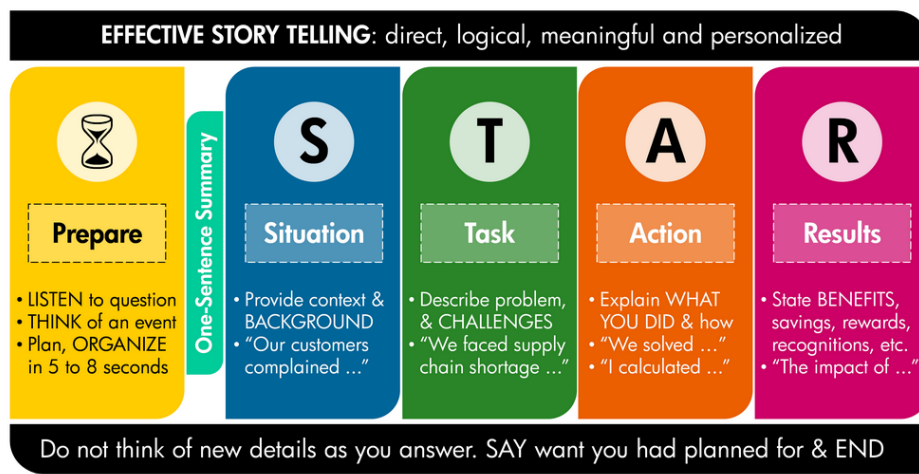 EFFECTIVE STORY TELLING: direct, logical, meaningful and personalized
Prepare
• LISTEN to question
• THINK of an event
• Plan, ORGANIZE
in 5 to 8 seconds
One-Sentence Summary
S
Situation
• Provide context &
BACKGROUND
• “Our customers
complained ...”
T
Task
• Describe problem,
& CHALLENGES
• “We faced supply
chain shortage ...”
A
Action
• Explain WHAT
YOU DID & how
• “We solved ...”
• “I calculated ...”
R
Results
• State BENEFITS,
savings, rewards,
recognitions, etc.
• “The impact of ...”
Do not think of new details as you answer. SAY want you had planned for & END